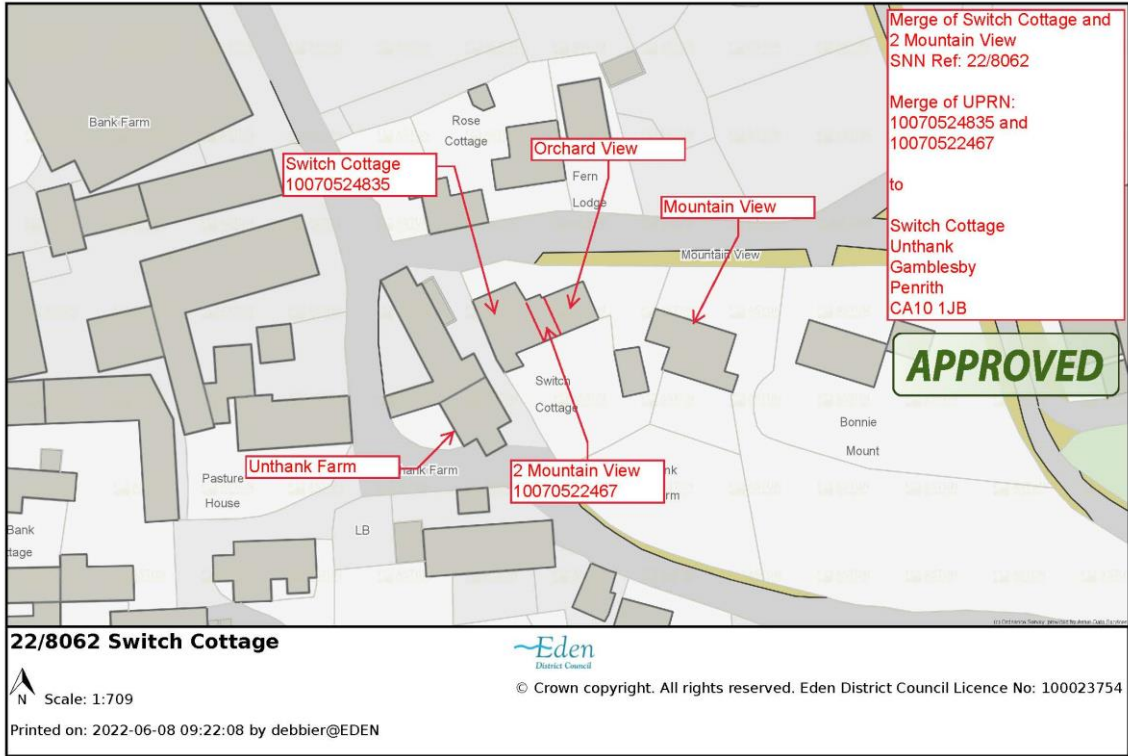 Merge of Switch Cottage and
2 Mountain View
SNN Ref: 22/8062
Merge of UPRN:
10070524835 and
10070522467
to
Switch Cottage
Unthank
Gamblesby
Penrith
CA10 1JB
APPROVED
Bank Farm
Rose
Cottage
Orchard View
Switch Cottage
10070524835
Fern
Lodge
Mountain View
Mountain View
Switch
Cottage
Bonnie
Mount
Unthank Farm
Farm
2 Mountain View
10070522467
Pasture
House
LB
Bank
22/8062 Switch Cottage
Eden
District Council
N
Scale: 1:709
© Crown copyright. All rights reserved. Eden District Council Licence No: 100023754
Printed on: 2022-06-08 09:22:08 by debbier@EDEN